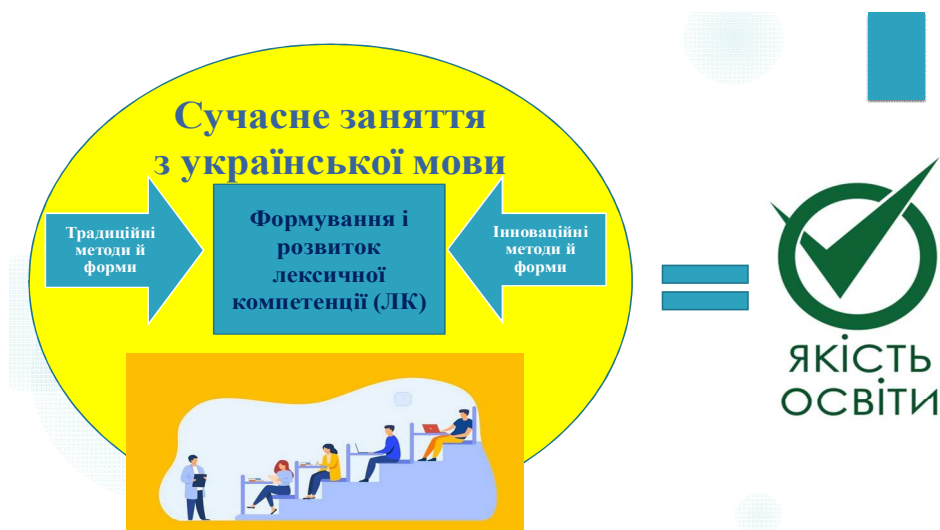 Сучасне заняття
з української мови
Традиційні
методи й
форми
Формування і
розвиток
лексичної
компетенції (ЛК)
Інноваційні
методи й
форми
ЯКІСТЬ
ОСВІТИ